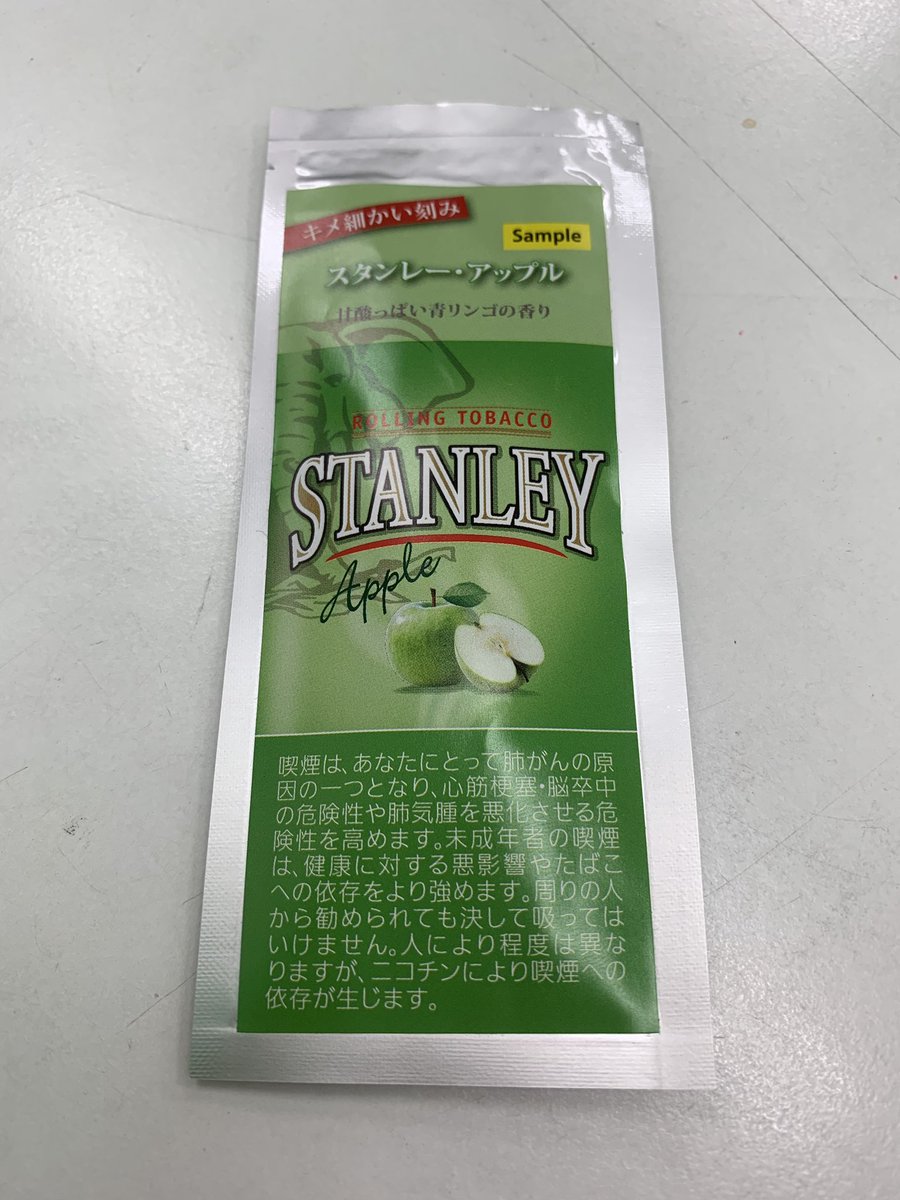 キメ細かい刻み
Sample
スタンレー・アップル
甘酸っぱい青リンゴの香り
ROLLING TOBACCO
STANLEY
Apple
喫煙は、あなたにとって肺がんの原
因の一つとなり、心筋梗塞・脳卒中
の危険性や肺気腫を悪化させる危
険性を高めます。未成年者の喫煙
は、健康に対する悪影響やたばこ
への依存をより強めます。周りの人
から勧められても決して吸っては
いけません。人により程度は異な
りますが、ニコチンにより喫煙への
依存が生じます。